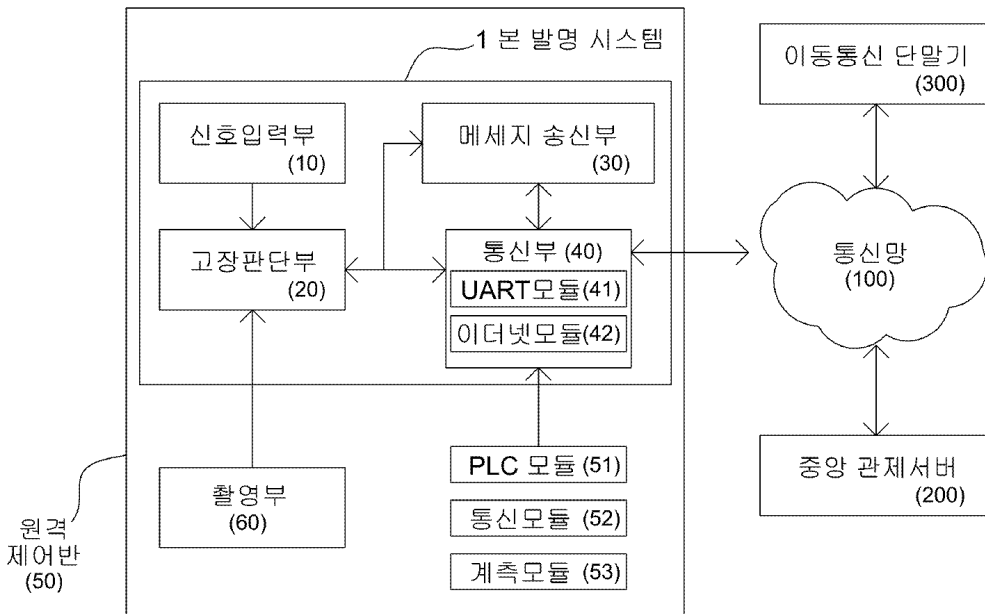 1 본 발명 시스템
신호입력부
(10)
메세지 송신부
(30)
고장판단부
(20)
통신부 (40)
UART모듈(41)
이더넷모듈(42)
촬영부
(60)
PLC 모듈(51)
통신모듈 (52)
계측모듈 (53)
원격
제어반
(50)
이동통신 단말기
(300)
통신망
(100)
중앙 관제서버
(200)